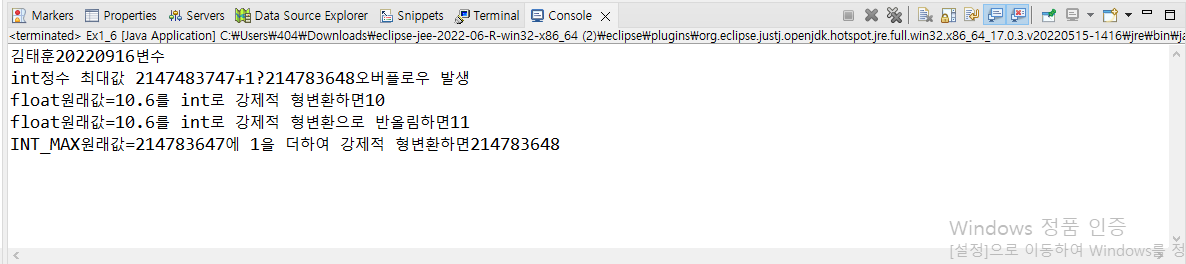 Markers Properties Servers Data Source Explorer Snippets Terminal Console
<terminated> Ex1_6 [Java Application] C:₩Users₩404₩Downloads₩eclipse-jee-2022-06-R-win32-x86_64 (2)₩eclipse₩plugins₩org.eclipse.justj.openjdk.hotspot.jre.full.win32.x86_64_17.0.3.v20220515-1416₩jre₩bin₩ja
김태훈20220916변수
int정수 최대값 2147483747+1?214783648오버플로우 발생
float원래값=10.6를 int로 강제적 형변환하면10
float원래값=10.6를 int로 강제적 형변환으로 반올림하면11
INT_MAX원래값=214783647에 1을 더하여 강제적 형변환하면214783648
Windows 정품 인증
[설정]으로 이동하여 Windows를 정